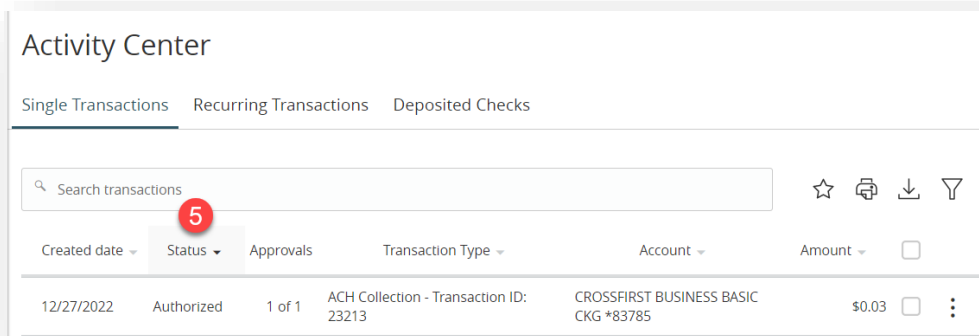 Activity Center
Single Transactions Recurring Transactions Deposited Checks
Search transactions
5
Created date Status Approvals Transaction Type Account Amount
12/27/2022 Authorized 1 of 1 ACH Collection - Transaction ID: CROSSFIRST BUSINESS BASIC $0.03
23213 CKG *83785